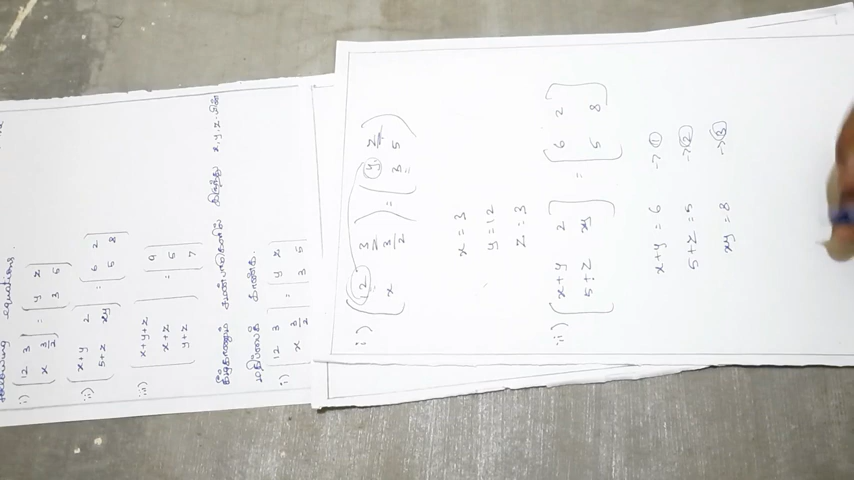 equations.
i) [12 3 x 3/2] = [y z 3 5]
ii) [x+y 2 5+z xy] = [6 2 5 8]
iii) [x+y+z x+z y+z] = [9 5 7]
x, y, z-யின்
மதிப்பைக் காண்க.
i) [12 3 x 3/2] = [y z 3 5]
i) (12 3 x 3/2) = (y z 3 5)
x = 3
y = 12
z = 3
ii) [x+y 2 5+z xy] = [6 2 5 8]
x+y = 6 → ①
5+z = 5 → ②
xy = 8 → ③